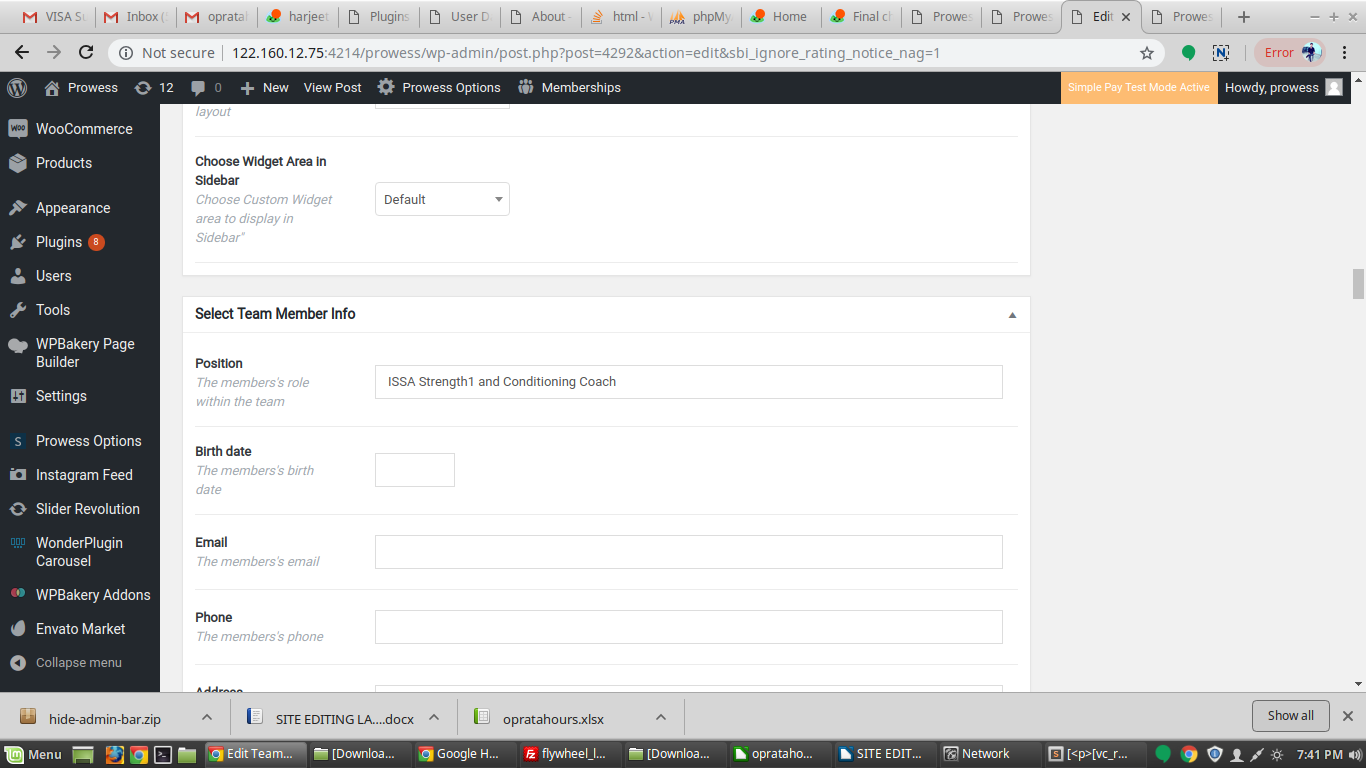 VISA St
Inbox (
opratal
harjeet
Plugins
User D
About -
html - W
phpMy
Home
Final cl
Prowes
Prowes
Edit
Prowes
Not secure
122.160.12.75:4214/prowess/wp-admin/post.php?post=4292&action=edit&sbi_ignore_rating_notice_nag=1
Error
Prowess
12
0
New
View Post
Prowess Options
Memberships
Simple Pay Test Mode Active
Howdy, prowess
WooCommerce
Products
Appearance
Plugins 8
Users
Tools
WPBakery Page
Builder
Settings
Prowess Options
Instagram Feed
Slider Revolution
WonderPlugin
Carousel
WPBakery Addons
Envato Market
Collapse menu
layout
Choose Widget Area in
Sidebar
Choose Custom Widget
area to display in
Sidebar"
Default
Select Team Member Info
Position
The members's role
within the team
ISSA Strength1 and Conditioning Coach
Birth date
The members's birth
date
Email
The members's email
Phone
The members's phone
Address
hide-admin-bar.zip
SITE EDITING LA....docx
opratahours.xlsx
Show all
Menu
Edit Team...
[Downloa...
Google H...
flywheel_l...
[Downloa...
oprataho...
SITE EDIT...
Network
[<p>[vc_r...
7:41 PM